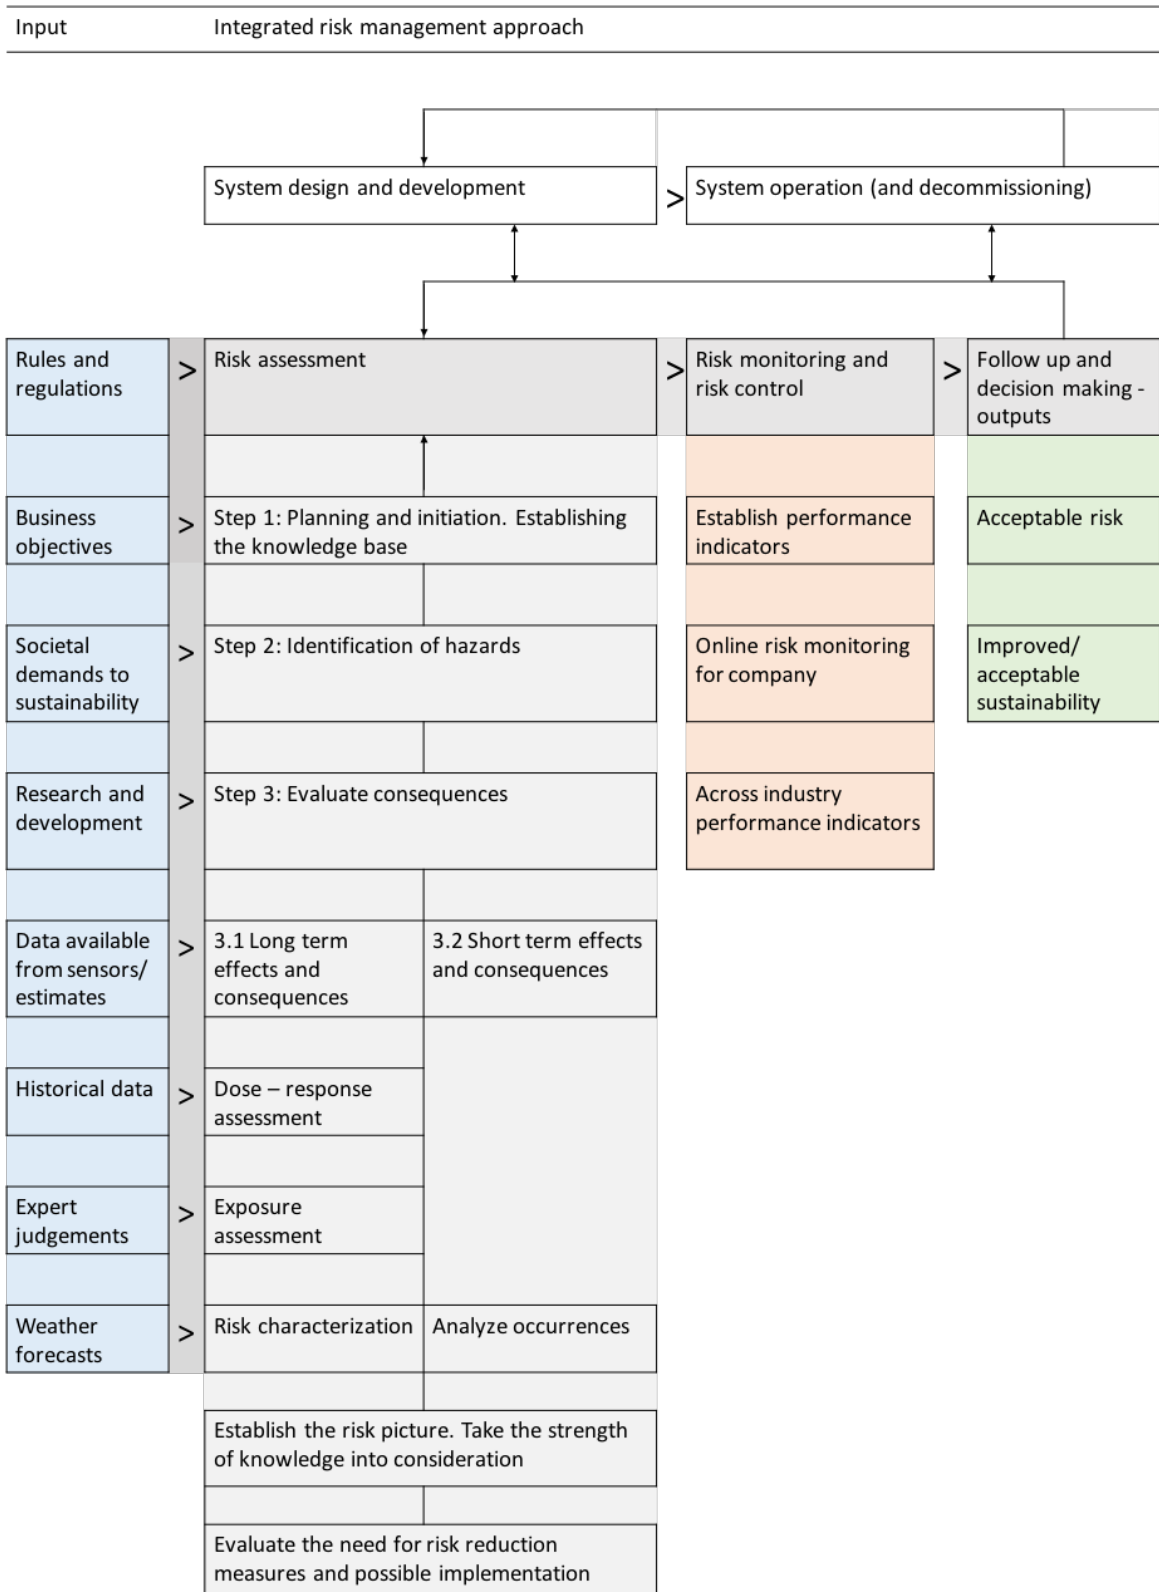 Input
Integrated risk management approach
System design and development
>
System operation (and decommissioning)
Rules and
regulations
>
Risk assessment
>
Risk monitoring and
risk control
>
Follow up and
decision making -
outputs
Business
objectives
>
Step 1: Planning and initiation. Establishing
the knowledge base
Establish performance
indicators
Acceptable risk
Societal
demands to
sustainability
>
Step 2: Identification of hazards
Online risk monitoring
for company
Improved/
acceptable
sustainability
Research and
development
>
Step 3: Evaluate consequences
Across industry
performance indicators
Data available
from sensors/
estimates
>
3.1 Long term
effects and
consequences
3.2 Short term effects
and consequences
Historical data
>
Dose – response
assessment
Expert
judgements
>
Exposure
assessment
Weather
forecasts
>
Risk characterization
Analyze occurrences
Establish the risk picture. Take the strength
of knowledge into consideration
Evaluate the need for risk reduction
measures and possible implementation